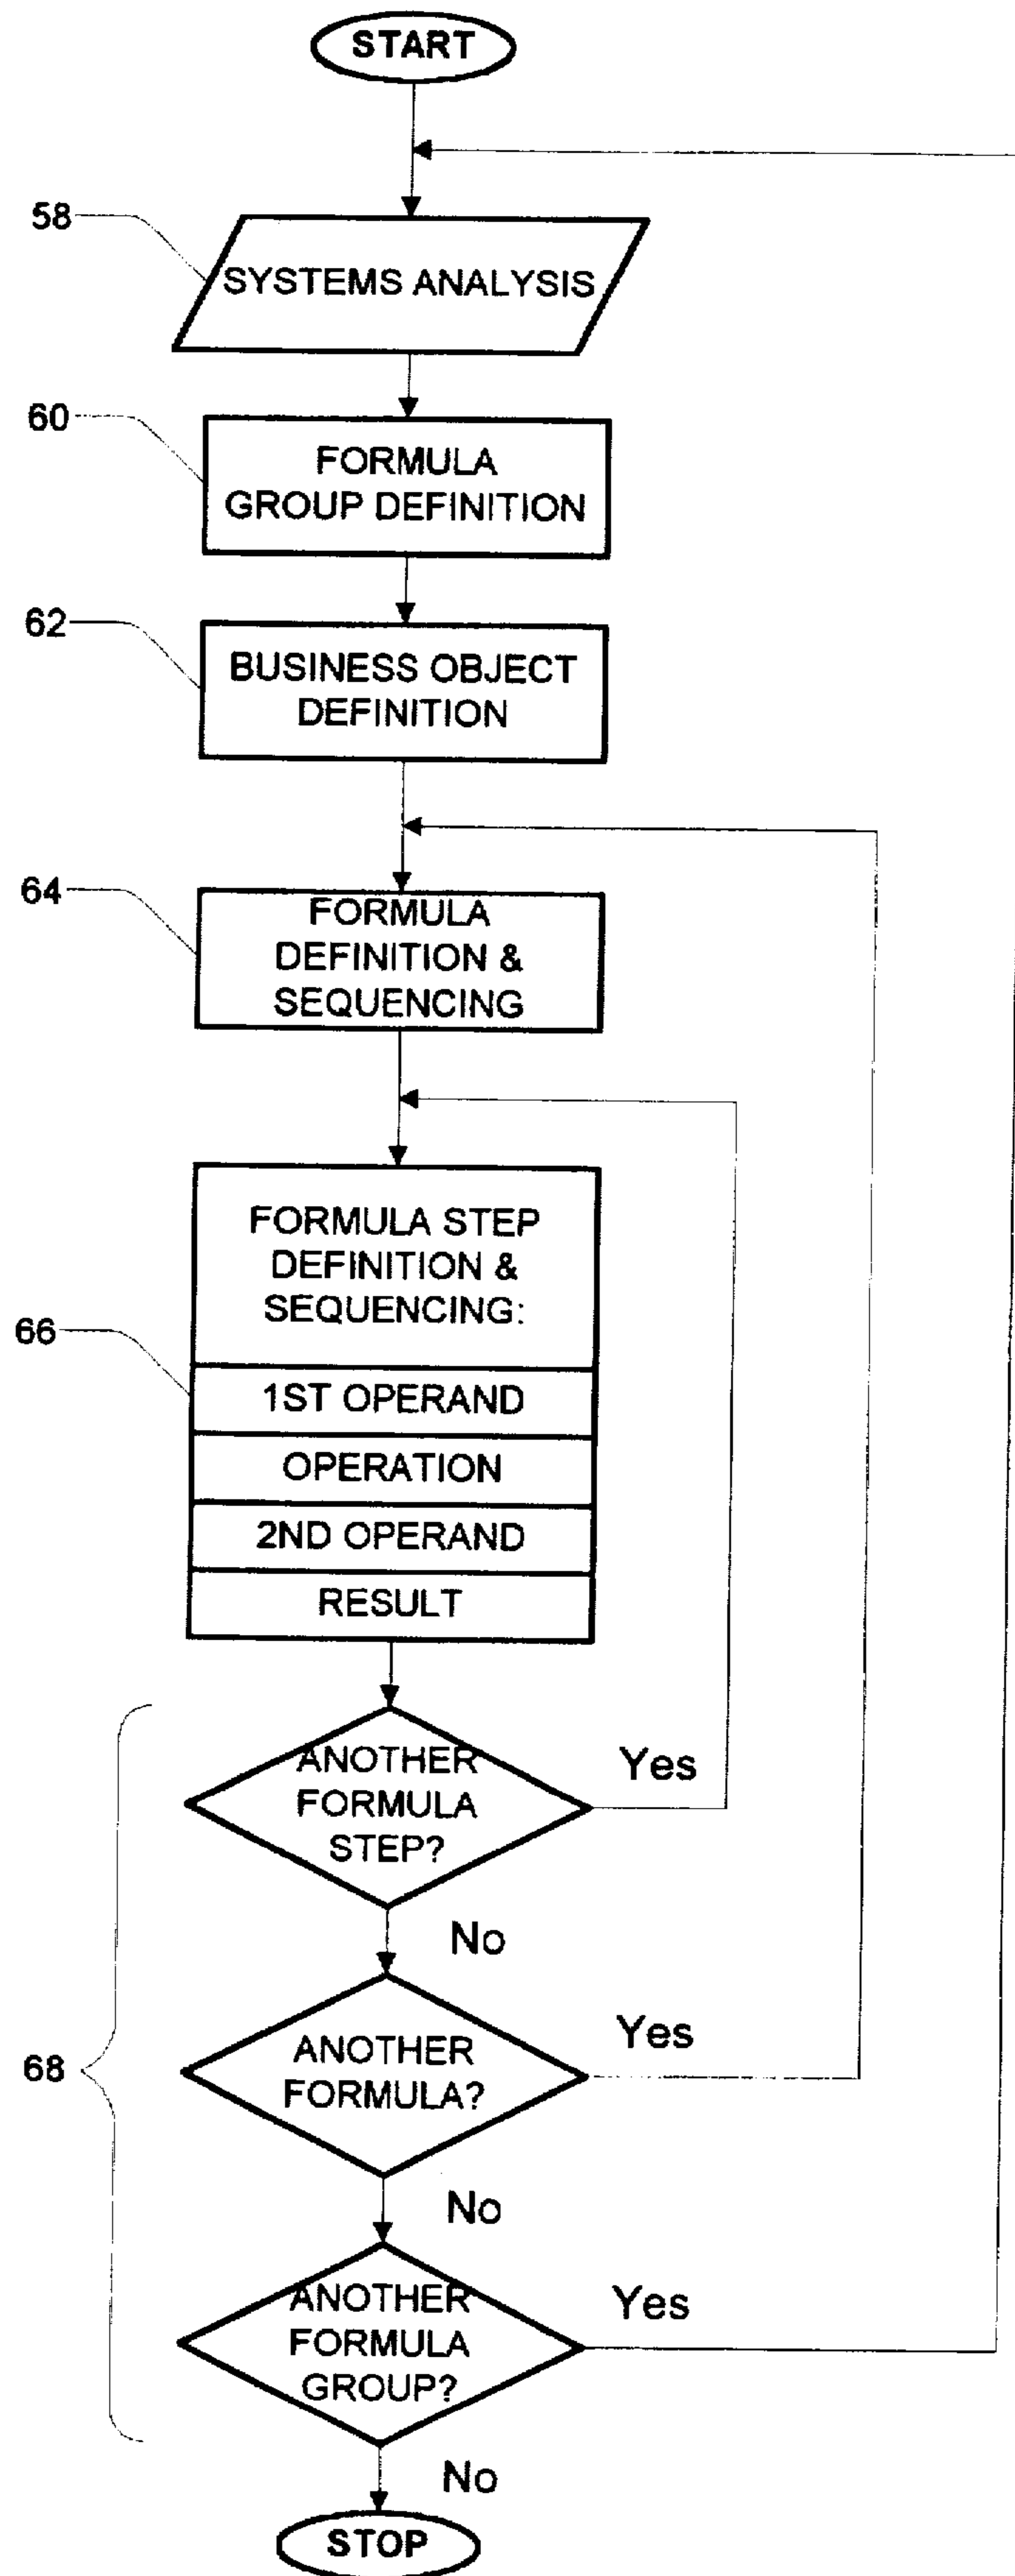 START
58
SYSTEMS ANALYSIS
60
FORMULA
GROUP DEFINITION
62
BUSINESS OBJECT
DEFINITION
64
FORMULA
DEFINITION &
SEQUENCING
FORMULA STEP
DEFINITION &
SEQUENCING:
66
1ST OPERAND
OPERATION
2ND OPERAND
RESULT
ANOTHER
FORMULA
STEP?
Yes
No
68
ANOTHER
FORMULA?
Yes
No
ANOTHER
FORMULA
GROUP?
Yes
No
STOP